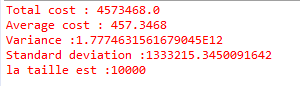 Total cost : 4573468.0
Average cost : 457.3468
Variance :1.7774631561679045E12
Standard deviation :1333215.3450091642
la taille est :10000